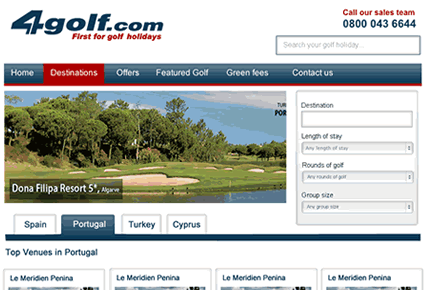 4golf.com
First for golf holidays
Call our sales team
0800 043 6644
Search your golf holiday...
Home Destinations Offers Featured Golf Green fees Contact us
Dona Filipa Resort 5*, Algarve
Destination
Length of stay
Any length of stay
Rounds of golf
Any rounds of golf
Group size
Any group size
Spain Portugal Turkey Cyprus
Top Venues in Portugal
Le Meridien Penina Le Meridien Penina Le Meridien Penina Le Meridien Penina